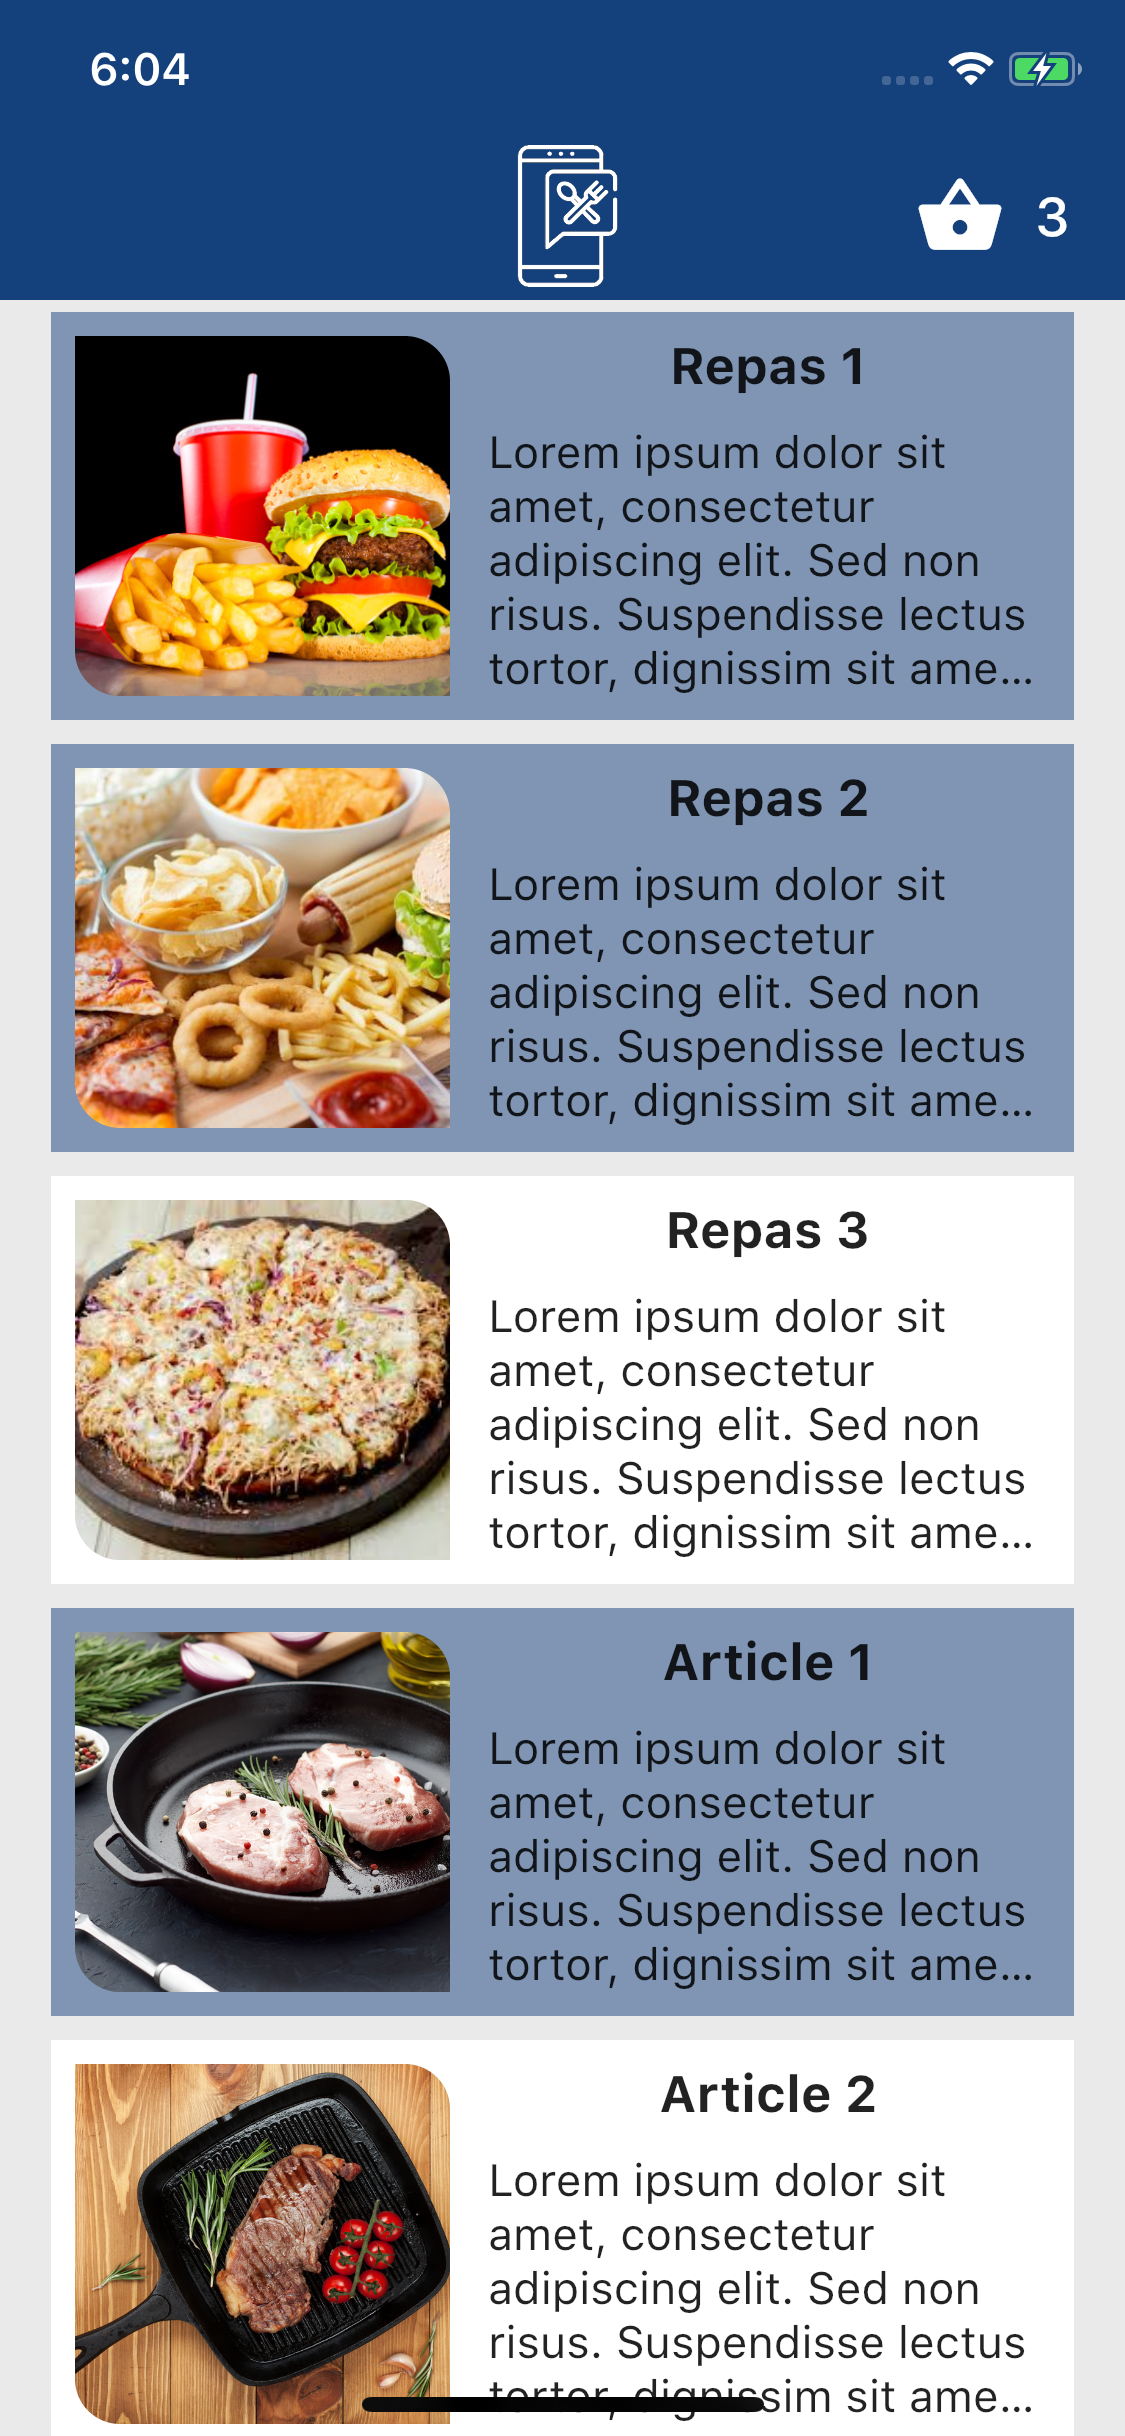 6:04
3
Repas 1
Lorem ipsum dolor sit
amet, consectetur
adipiscing elit. Sed non
risus. Suspendisse lectus
tortor, dignissim sit ame...
Repas 2
Lorem ipsum dolor sit
amet, consectetur
adipiscing elit. Sed non
risus. Suspendisse lectus
tortor, dignissim sit ame...
Repas 3
Lorem ipsum dolor sit
amet, consectetur
adipiscing elit. Sed non
risus. Suspendisse lectus
tortor, dignissim sit ame...
Article 1
Lorem ipsum dolor sit
amet, consectetur
adipiscing elit. Sed non
risus. Suspendisse lectus
tortor, dignissim sit ame...
Article 2
Lorem ipsum dolor sit
amet, consectetur
adipiscing elit. Sed non
risus. Suspendisse lectus
tortor, dignissim sit ame...